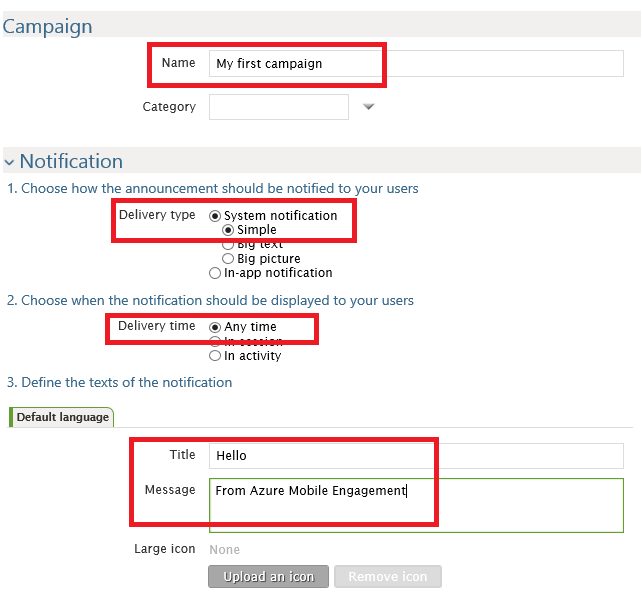 Campaign
Name My first campaign
Category
Notification
1. Choose how the announcement should be notified to your users
Delivery type System notification
Simple
Big text
Big picture
In-app notification
2. Choose when the notification should be displayed to your users
Delivery time Any time
In session
In activity
3. Define the texts of the notification
Default language
Title Hello
Message From Azure Mobile Engagement
Large icon None
Upload an icon Remove icon